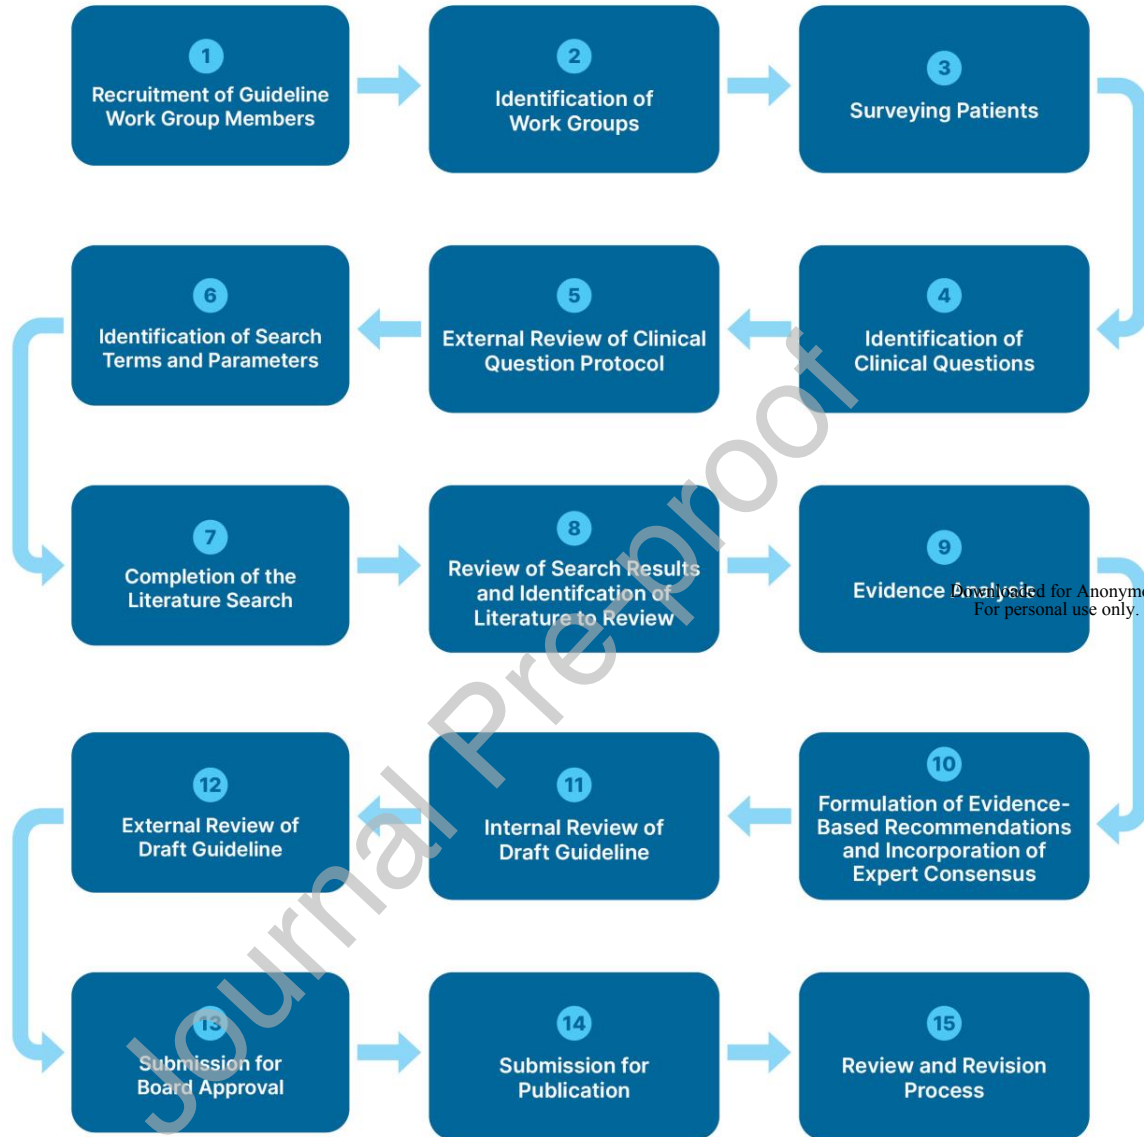 1
Recruitment of Guideline
Work Group Members
2
Identification of
Work Groups
3
Surveying Patients
4
Identification of
Clinical Questions
5
External Review of Clinical
Question Protocol
6
Identification of Search
Terms and Parameters
7
Completion of the
Literature Search
8
Review of Search Results
and Identifcation of
Literature to Review
9
Evidence Analysis
Downloaded for
For personal use only.
10
Formulation of Evidence-
Based Recommendations
and Incorporation of
Expert Consensus
11
Internal Review of
Draft Guideline
12
External Review of
Draft Guideline
13
Submission for
Board Approval
14
Submission for
Publication
15
Review and Revision
Process
Journal Pre-proof